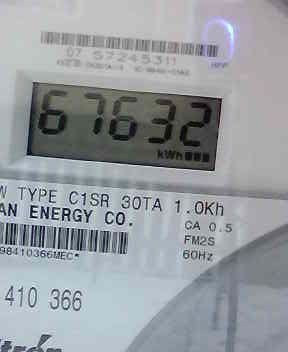 07 57245311
67632
kWh
W TYPE C1SR 30TA 1.0Kh
AN ENERGY CO.
CA 0.5
FM2S
60Hz
98410366MEC*
410 366
tron